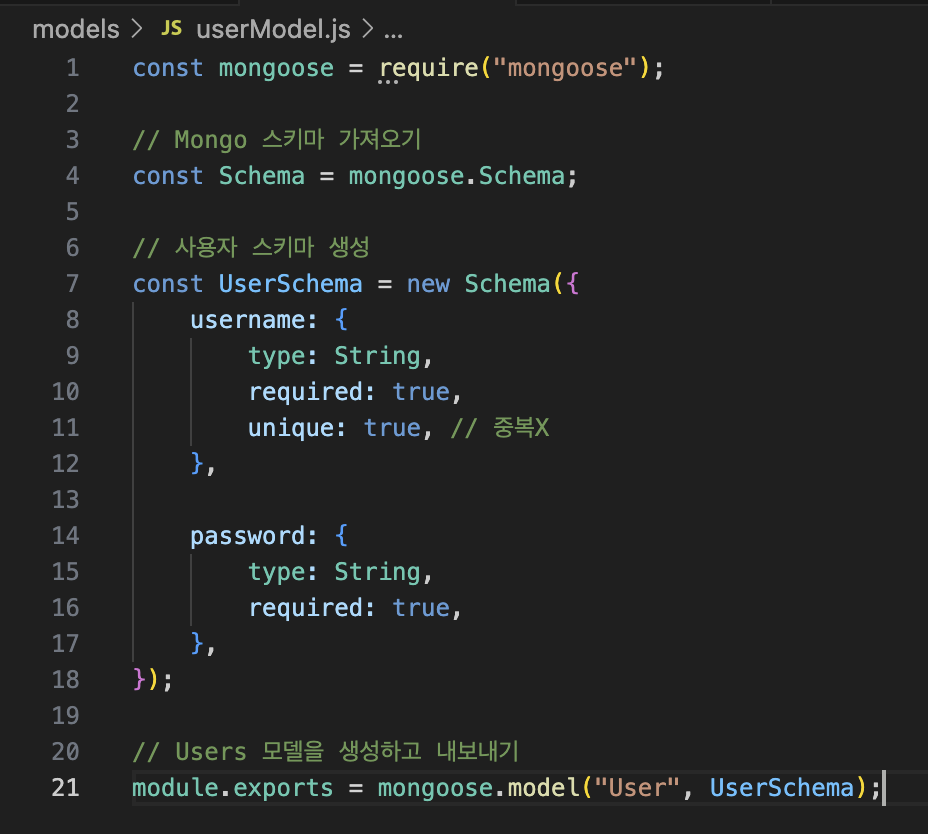 models > JS userModel.js > ...
1 const mongoose = require("mongoose");
2
3 // Mongo 스키마 가져오기
4 const Schema = mongoose.Schema;
5
6 // 사용자 스키마 생성
7 const UserSchema = new Schema({
8     username: {
9         type: String,
10         required: true,
11         unique: true, // 중복X
12     },
13
14     password: {
15         type: String,
16         required: true,
17     },
18 });
19
20 // Users 모델을 생성하고 내보내기
21 module.exports = mongoose.model("User", UserSchema);